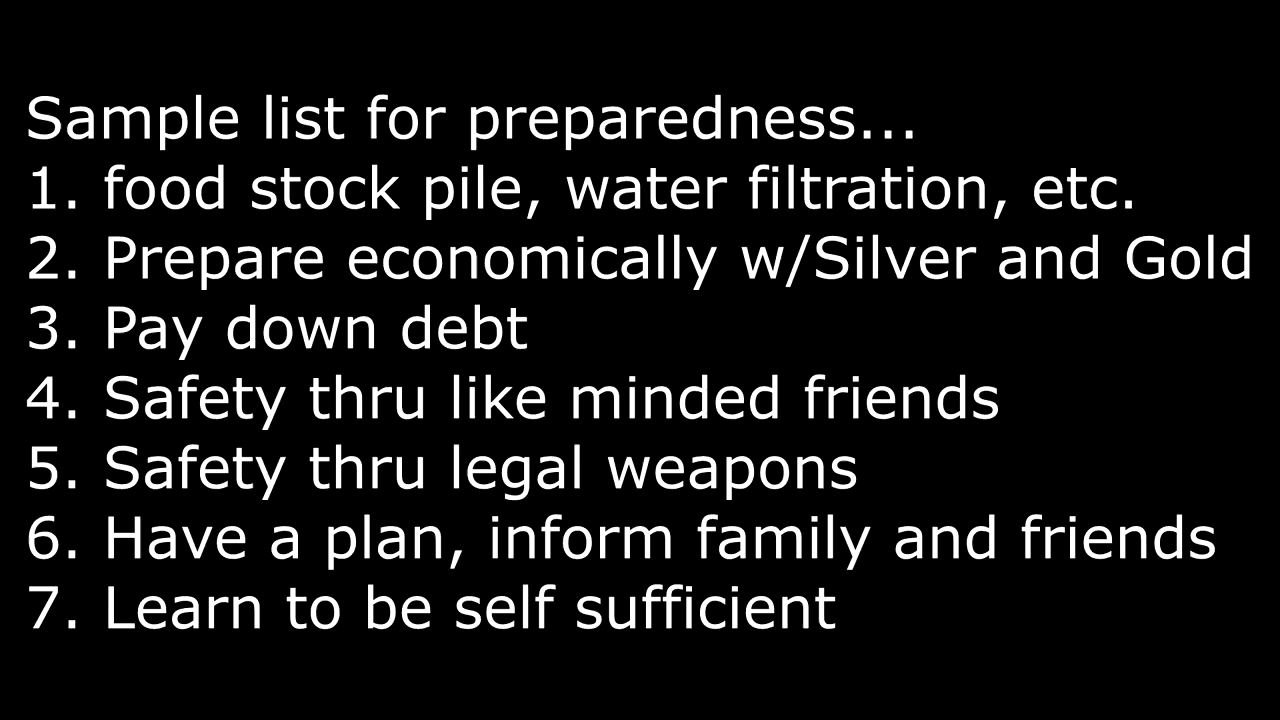 Sample list for preparedness...
1. food stock pile, water filtration, etc.
2. Prepare economically w/Silver and Gold
3. Pay down debt
4. Safety thru like minded friends
5. Safety thru legal weapons
6. Have a plan, inform family and friends
7. Learn to be self sufficient